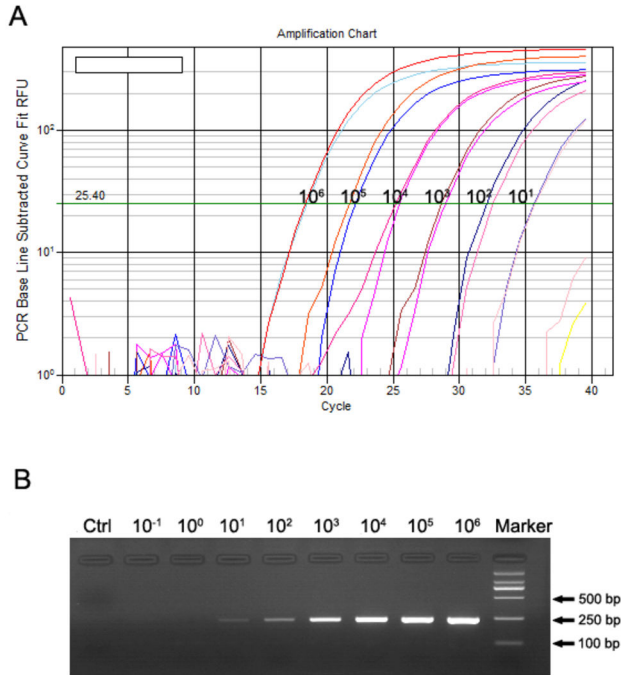 A
Amplification Chart
PCR Base Line Subtracted Curve Fit RFU
10²
10¹
10⁰
25.40
10⁶ 10⁵ 10⁴ 10³ 10² 10¹
0 5 10 15 20 25 30 35 40
Cycle
B
Ctrl 10⁻¹ 10⁰ 10¹ 10² 10³ 10⁴ 10⁵ 10⁶ Marker
500 bp
250 bp
100 bp